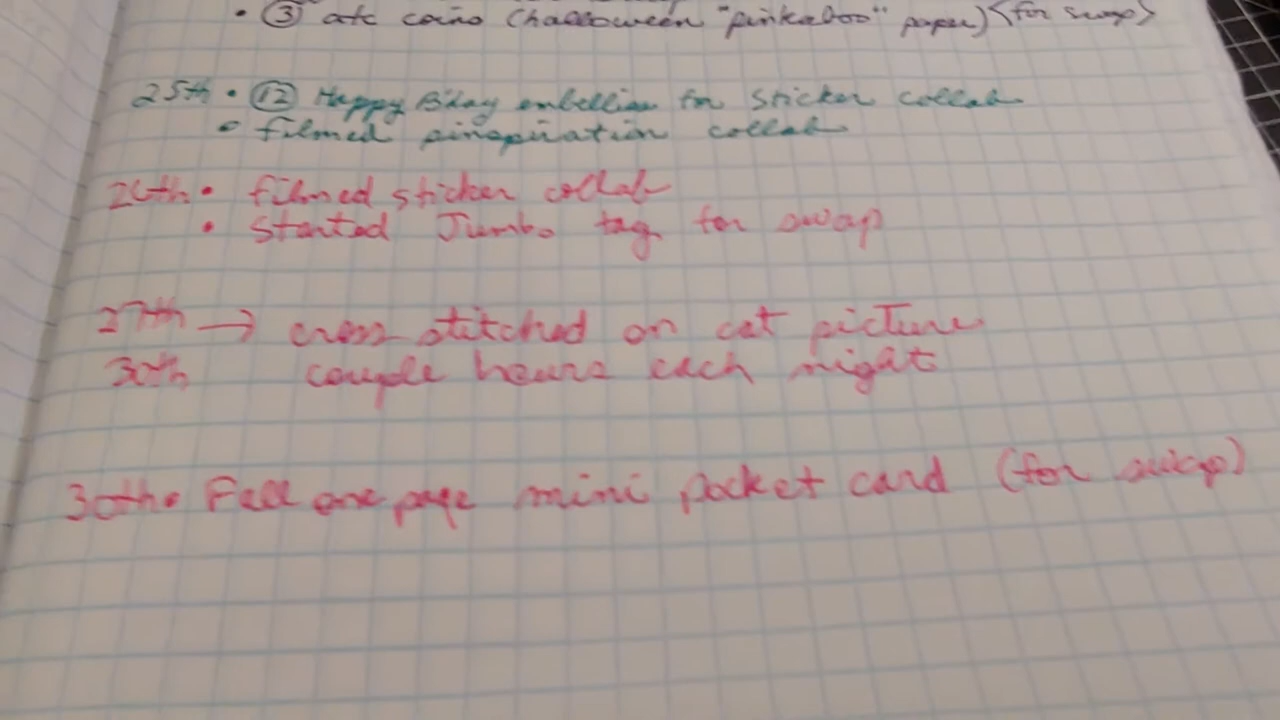 • ③ atc coins (halloween "pinkaboo" paper) (for swap)
25th • ⑫ Happy B'day embellies for sticker collab
• filmed pinspiration collab
26th • filmed sticker collab
• started Jumbo tag for swap
27th → cross stitched on cat picture
30th couple hours each night
30th • Fall one page mini pocket card (for swap)